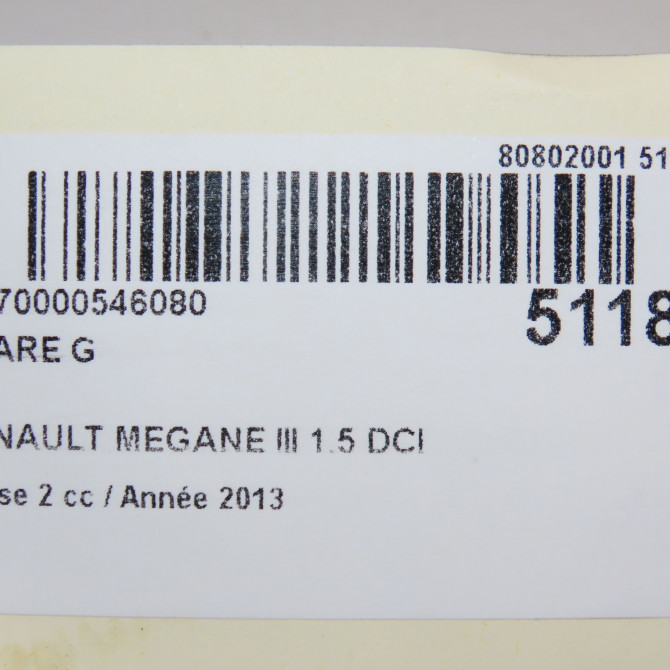 80802001 51
70000546080
5118
ARE G
NAULT MEGANE III 1.5 DCI
se 2 cc / Année 2013